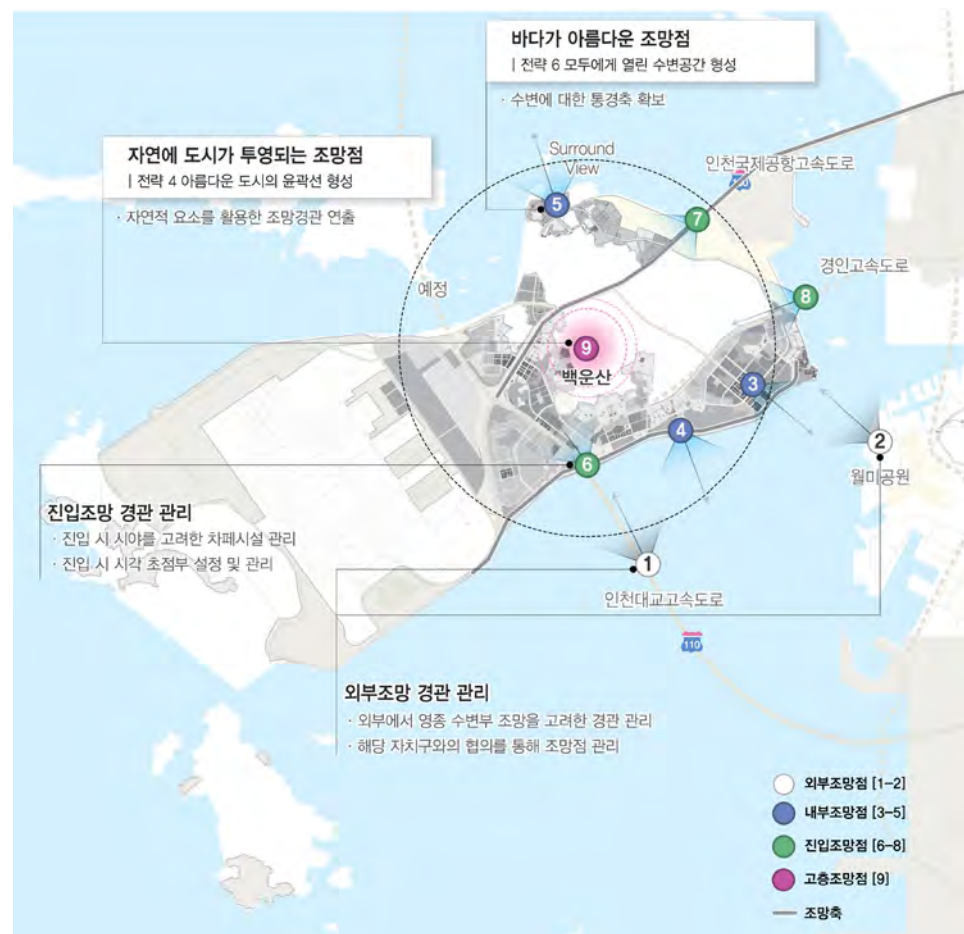 바다가 아름다운 조망점
| 전략 6 모두에게 열린 수변공간 형성
· 수변에 대한 통경축 확보
자연에 도시가 투영되는 조망점
| 전략 4 아름다운 도시의 윤곽선 형성
· 자연적 요소를 활용한 조망경관 연출
Surround
View
인천국제공항고속도로
5
7
경인고속도로
예정
8
9
백운산
3
4
2
월미공원
6
진입조망 경관 관리
· 진입 시 시야를 고려한 차폐시설 관리
· 진입 시 시각 초점부 설정 및 관리
1
인천대교고속도로
110
외부조망 경관 관리
· 외부에서 영종 수변부 조망을 고려한 경관 관리
· 해당 자치구와의 협의를 통해 조망점 관리
외부조망점 [1-2]
내부조망점 [3-5]
진입조망점 [6-8]
고층조망점 [9]
조망축